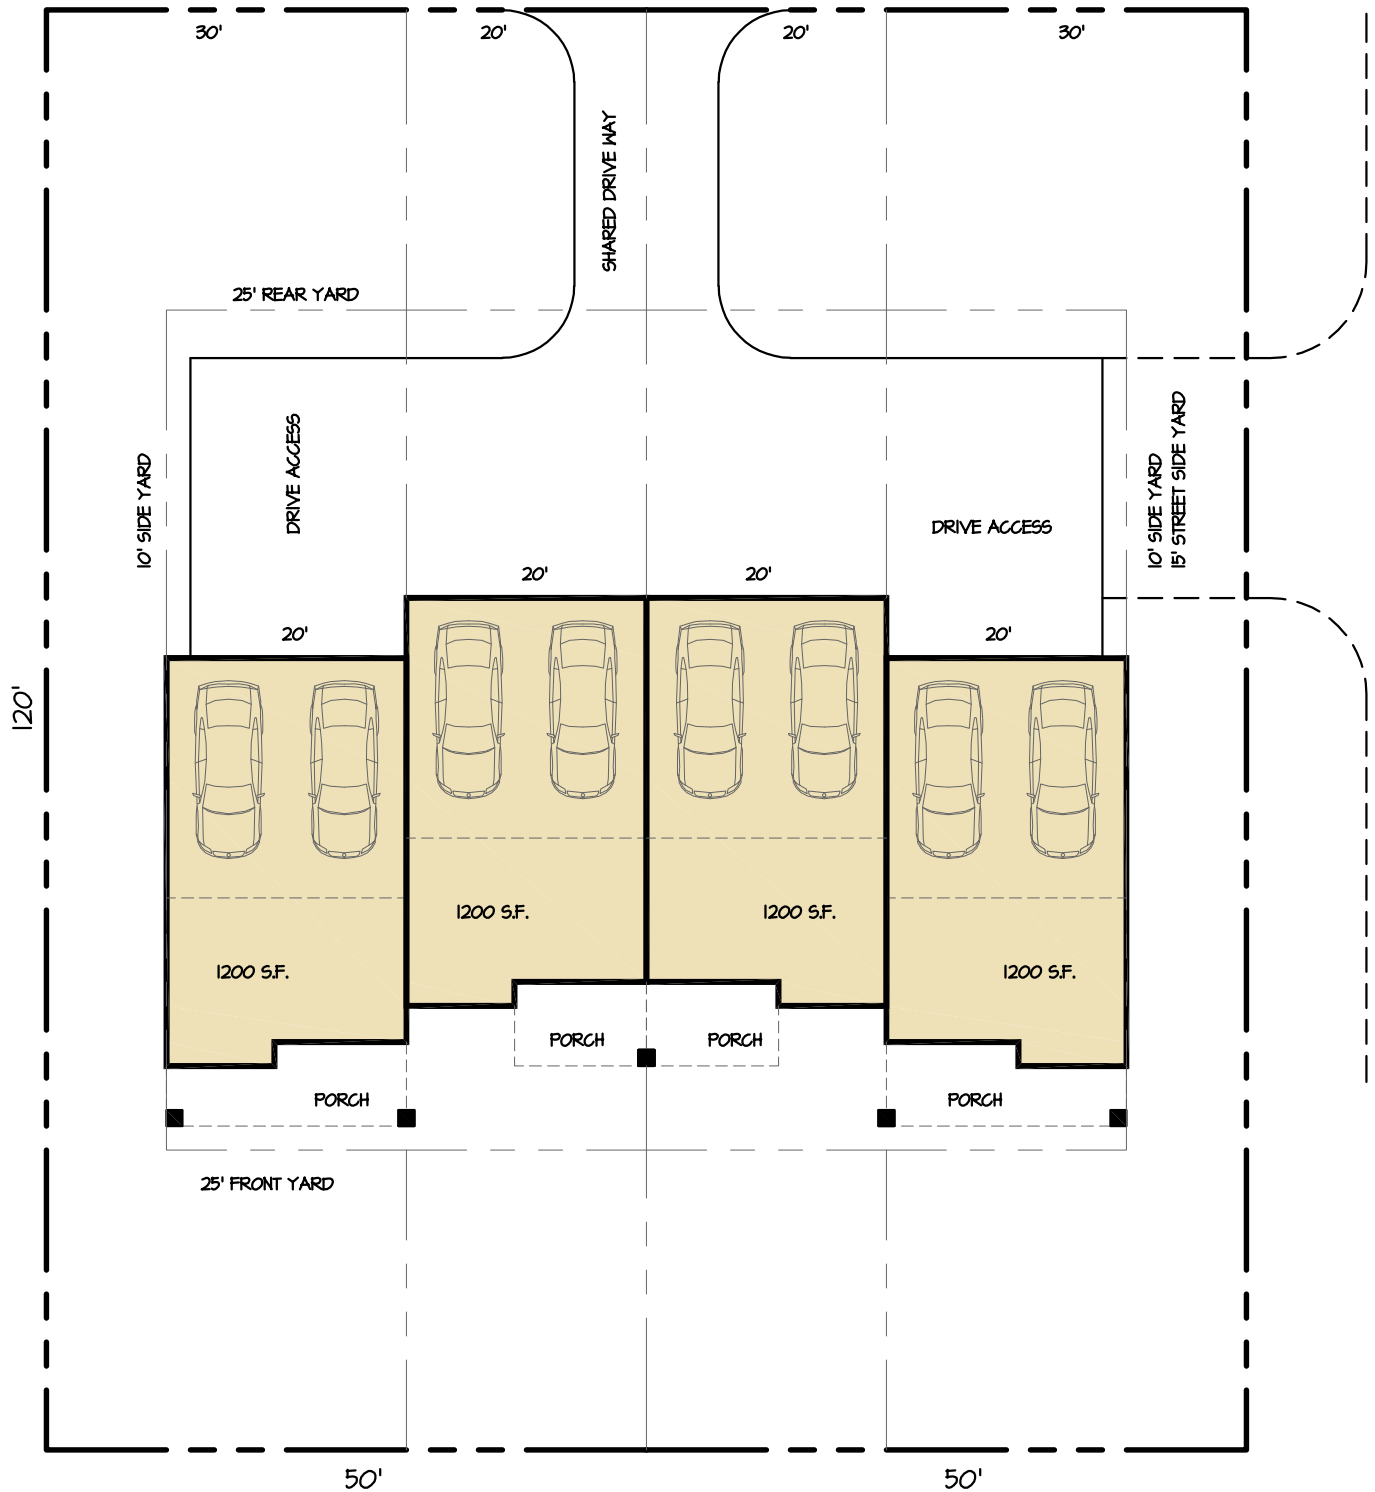 30'
20'
20'
30'
SHARED DRIVE WAY
25' REAR YARD
10' SIDE YARD
DRIVE ACCESS
DRIVE ACCESS
10' SIDE YARD
15' STREET SIDE YARD
20'
20'
20'
20'
120'
1200 S.F.
1200 S.F.
1200 S.F.
1200 S.F.
PORCH
PORCH
PORCH
PORCH
25' FRONT YARD
50'
50'